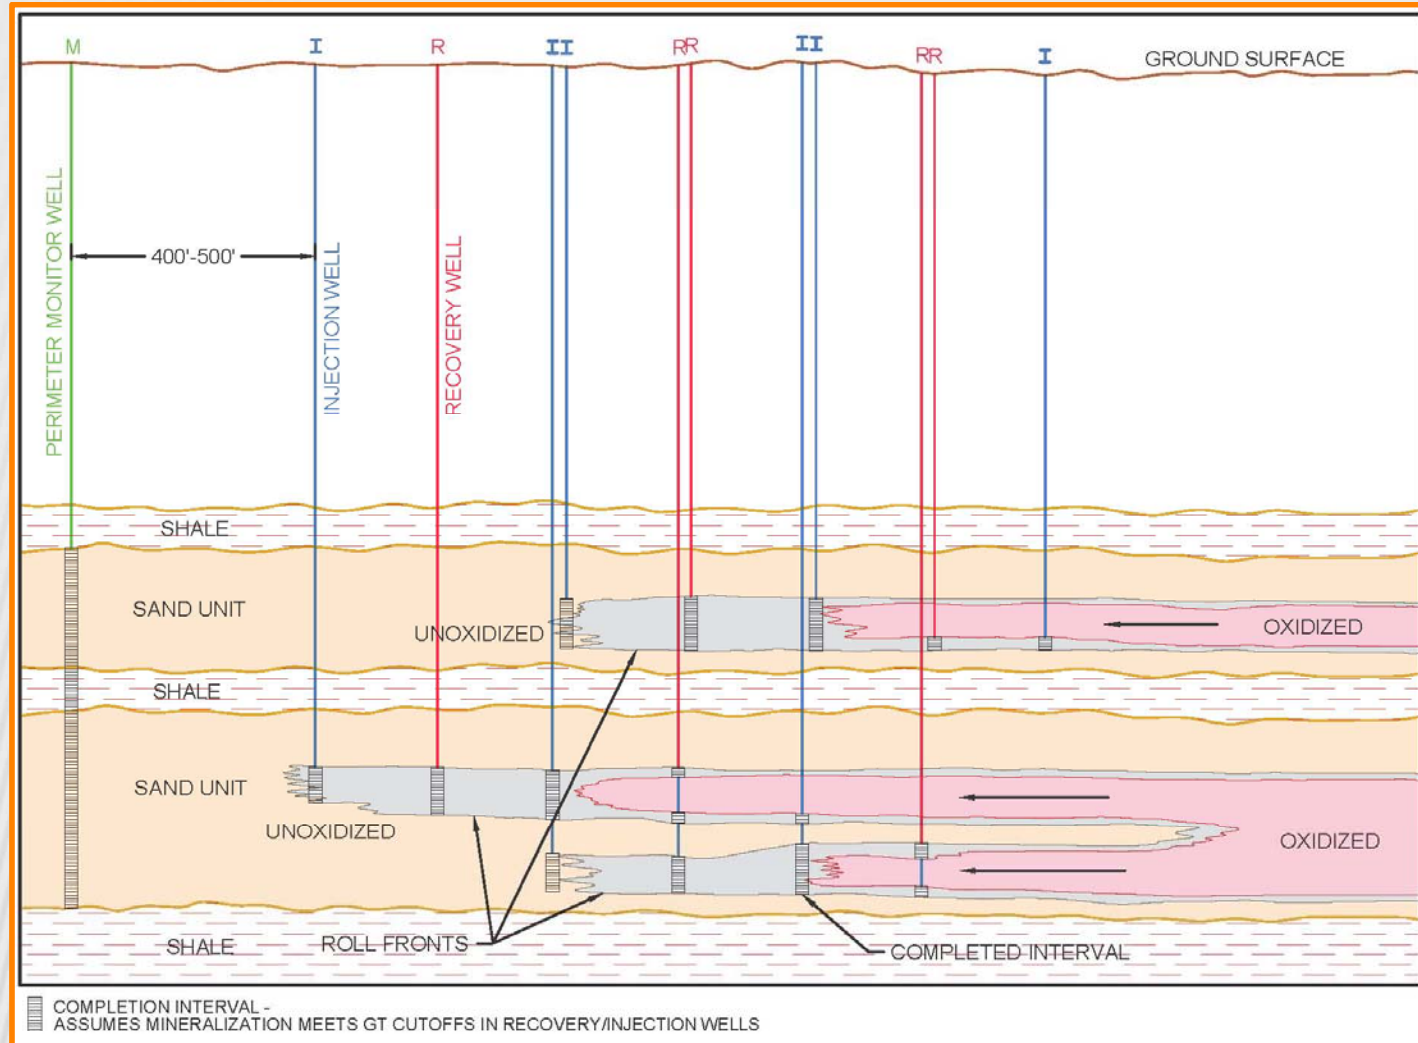 M
I
R
II
RR
II
RR
I
GROUND SURFACE
PERIMETER MONITOR WELL
400'-500'
INJECTION WELL
RECOVERY WELL
SHALE
SAND UNIT
UNOXIDIZED
OXIDIZED
SHALE
SAND UNIT
UNOXIDIZED
OXIDIZED
SHALE
ROLL FRONTS
COMPLETED INTERVAL
COMPLETION INTERVAL -
ASSUMES MINERALIZATION MEETS GT CUTOFFS IN RECOVERY/INJECTION WELLS